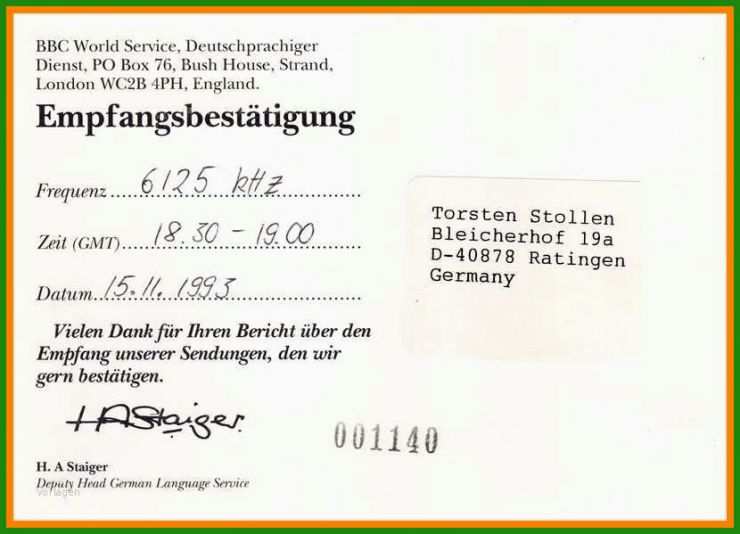 BBC World Service, Deutschprachiger
Dienst, PO Box 76, Bush House, Strand,
London WC2B 4PH, England.
Empfangsbestätigung
Frequenz 6125 kHz
Zeit (GMT) 18.30 - 19.00
Datum 15.11.1993
Vielen Dank für Ihren Bericht über den
Empfang unserer Sendungen, den wir
gern bestätigen.
H A Staiger
H. A Staiger
Deputy Head German Language Service
vorlagen
Torsten Stollen
Bleicherhof 19a
D-40878 Ratingen
Germany
001140